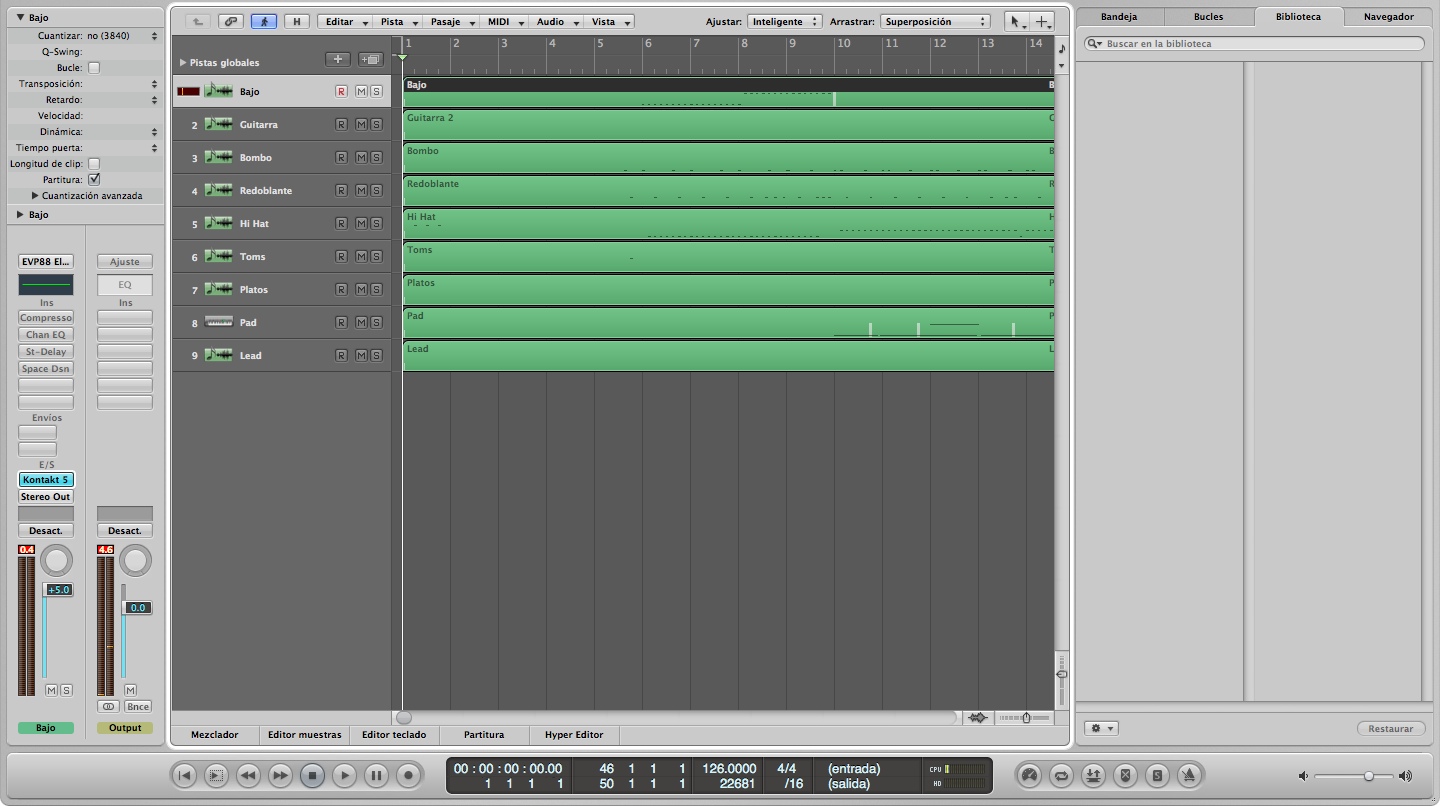 Bajo
Cuantizar: no (3840)
Q-Swing:
Bucle:
Transposición:
Retardo:
Velocidad:
Dinámica:
Tiempo puerta:
Longitud de clip:
Partitura:
Cuantización avanzada
Bajo
EVP88 El...
Ajuste
EQ
Ins
Ins
Compresso
Chan EQ
St-Delay
Space Dsn
Envíos
E/S
Kontakt 5
Stereo Out
Desact.
Desact.
0.4
4.6
+5.0
0.0
M S
M
Bnce
Bajo
Output
H
Editar
Pista
Pasaje
MIDI
Audio
Vista
Ajustar: Inteligente
Arrastrar: Superposición
1 2 3 4 5 6 7 8 9 10 11 12 13 14
Pistas globales
Bajo R M S
2 Guitarra R M S
3 Bombo R M S
4 Redoblante R M S
5 Hi Hat R M S
6 Toms R M S
7 Platos R M S
8 Pad R M S
9 Lead R M S
Bajo B
Guitarra 2
Bombo B
Redoblante R
Hi Hat H
Toms T
Platos P
Pad P
Lead L
Mezclador
Editor muestras
Editor teclado
Partitura
Hyper Editor
Bandeja
Bucles
Biblioteca
Navegador
Buscar en la biblioteca
Restaurar
00 : 00 : 00 : 00.00
1 1 1 1
46 1 1 1
50 1 1 1
126.0000
22681
4/4
/16
(entrada)
(salida)
CPU
HD
S